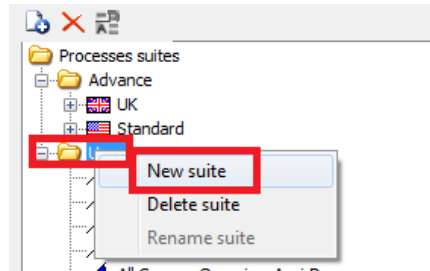 Processes suites
Advance
UK
Standard
New suite
Delete suite
Rename suite